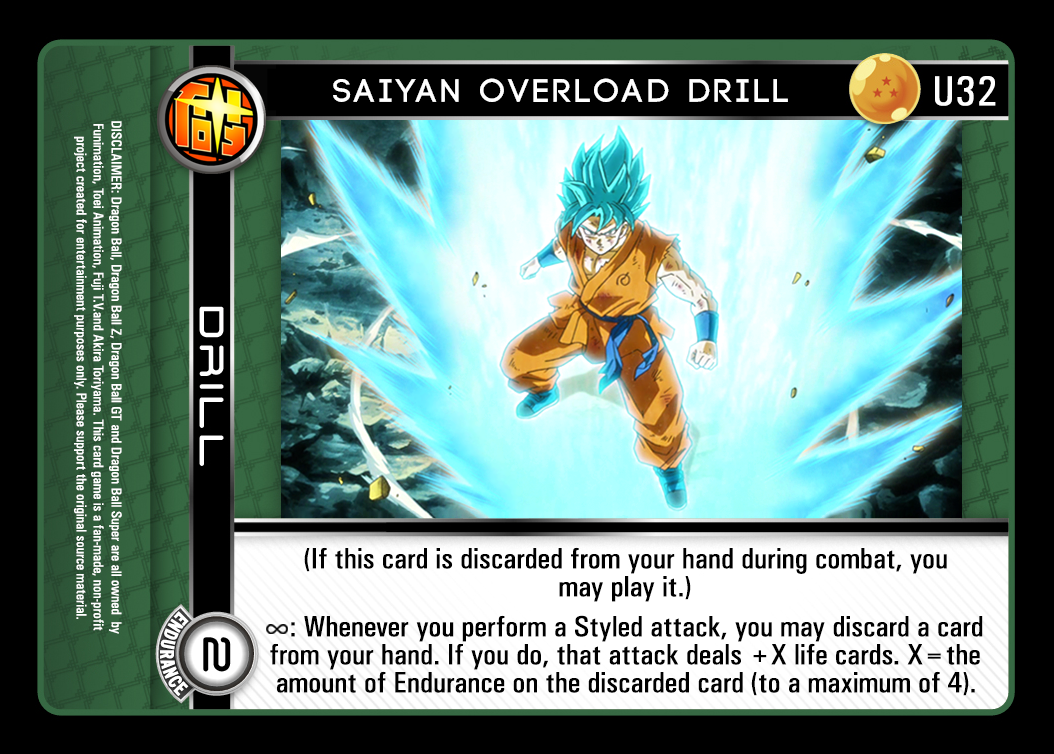 SAIYAN OVERLOAD DRILL
U32
DRILL
DISCLAIMER: Dragon Ball, Dragon Ball Z, Dragon Ball GT and Dragon Ball Super are all owned by
Funimation, Toei Animation, Fuji T.V.and Akira Toriyama. This card game is a fan-made, non-profit
project created for entertainment purposes only. Please support the original source material.
(If this card is discarded from your hand during combat, you
may play it.)
∞: Whenever you perform a Styled attack, you may discard a card
from your hand. If you do, that attack deals +X life cards. X=the
amount of Endurance on the discarded card (to a maximum of 4).
ENDURANCE
2